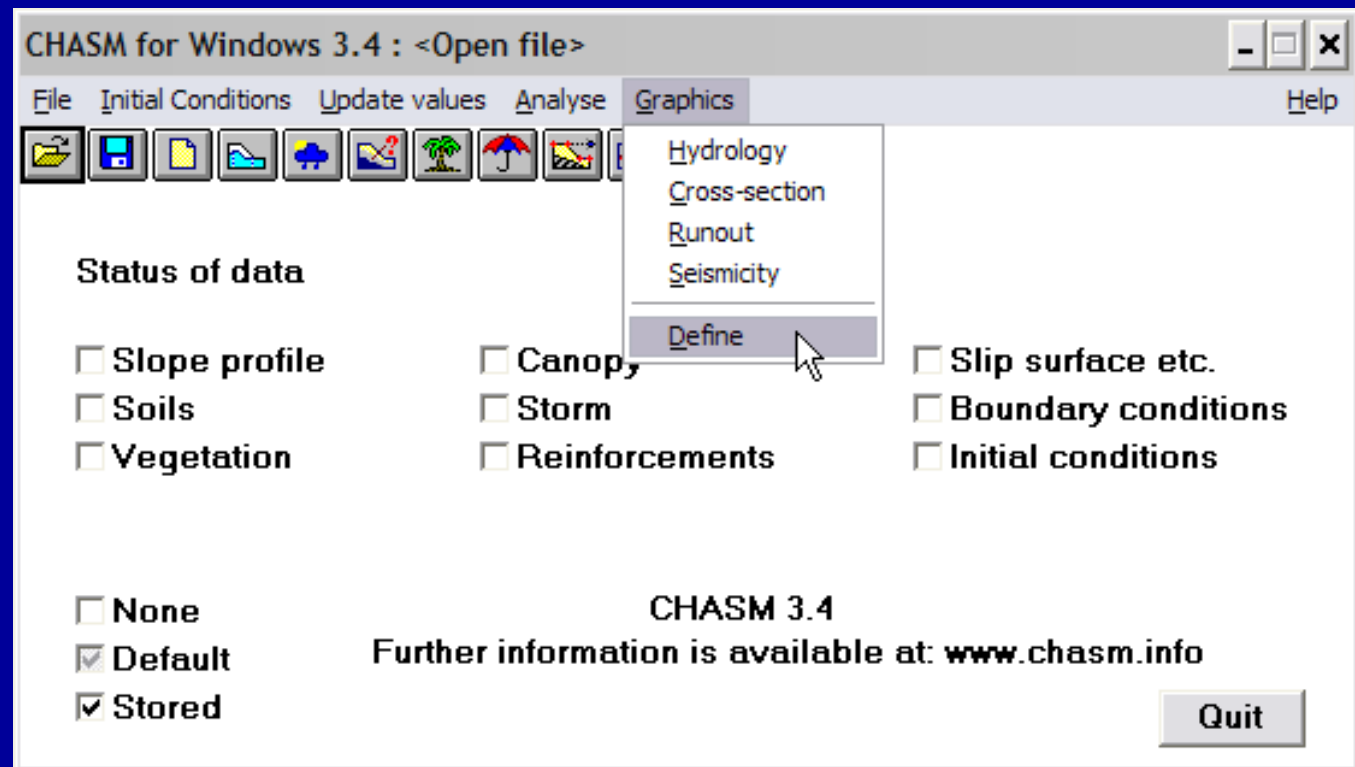 CHASM for Windows 3.4 : <Open file>
File Initial Conditions Update values Analyse Graphics Help
Hydrology
Cross-section
Runout
Seismicity
Define
Status of data
Slope profile Canopy Slip surface etc.
Soils Storm Boundary conditions
Vegetation Reinforcements Initial conditions
None CHASM 3.4
Default Further information is available at: www.chasm.info
Stored Quit